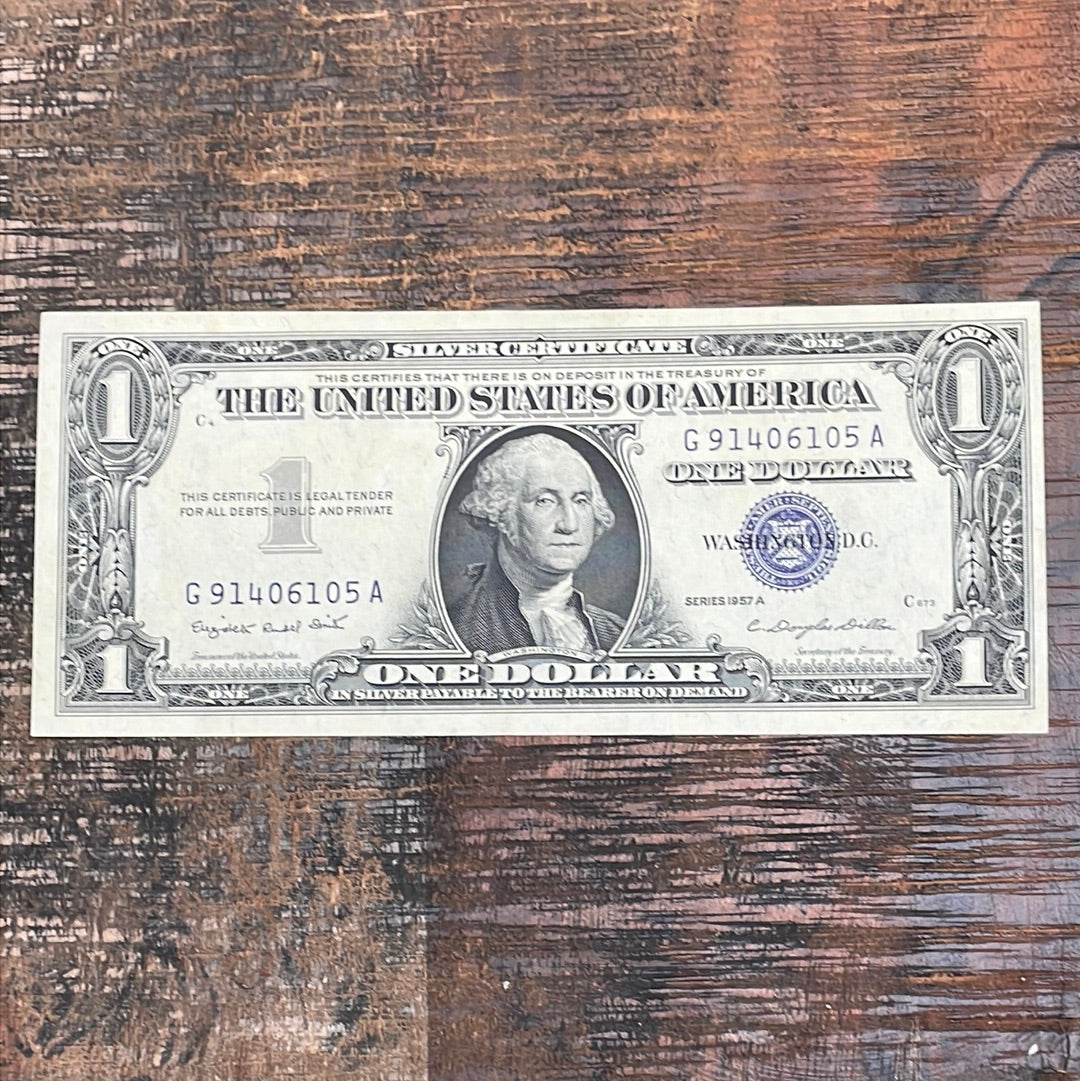 ONE ONE SILVER CERTIFICATE ONE ONE
THIS CERTIFIES THAT THERE IS ON DEPOSIT IN THE TREASURY OF
THE UNITED STATES OF AMERICA
1 1
C4
G 91406105 A
ONE DOLLAR
1
THIS CERTIFICATE IS LEGAL TENDER
FOR ALL DEBTS, PUBLIC AND PRIVATE
WASHINGTON, D.C.
G 91406105 A
SERIES 1957 A
C 673
Elizabeth Rudel Smith
C. Douglas Dillon
Treasurer of the United States.
Secretary of the Treasury.
WASHINGTON
1 1
ONE DOLLAR
ONE ONE
IN SILVER PAYABLE TO THE BEARER ON DEMAND